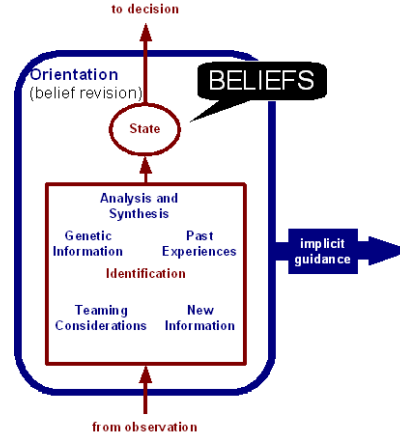 to decision
Orientation
(belief revision)
BELIEFS
State
Analysis and
Synthesis
Genetic
Information
Past
Experiences
Identification
Teaming
Considerations
New
Information
implicit
guidance
from observation